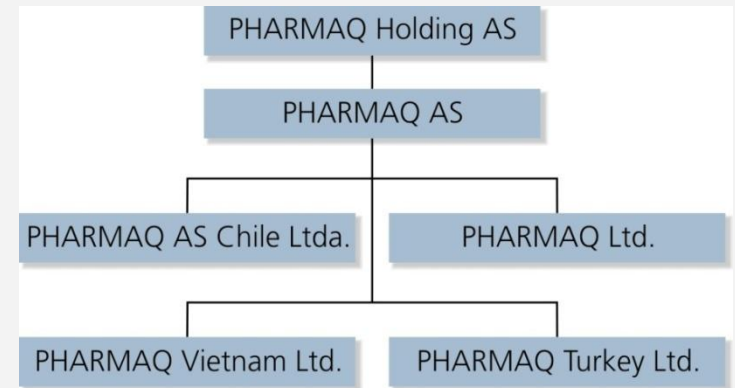 PHARMAQ Holding AS
PHARMAQ AS
PHARMAQ AS Chile Ltda.
PHARMAQ Ltd.
PHARMAQ Vietnam Ltd.
PHARMAQ Turkey Ltd.